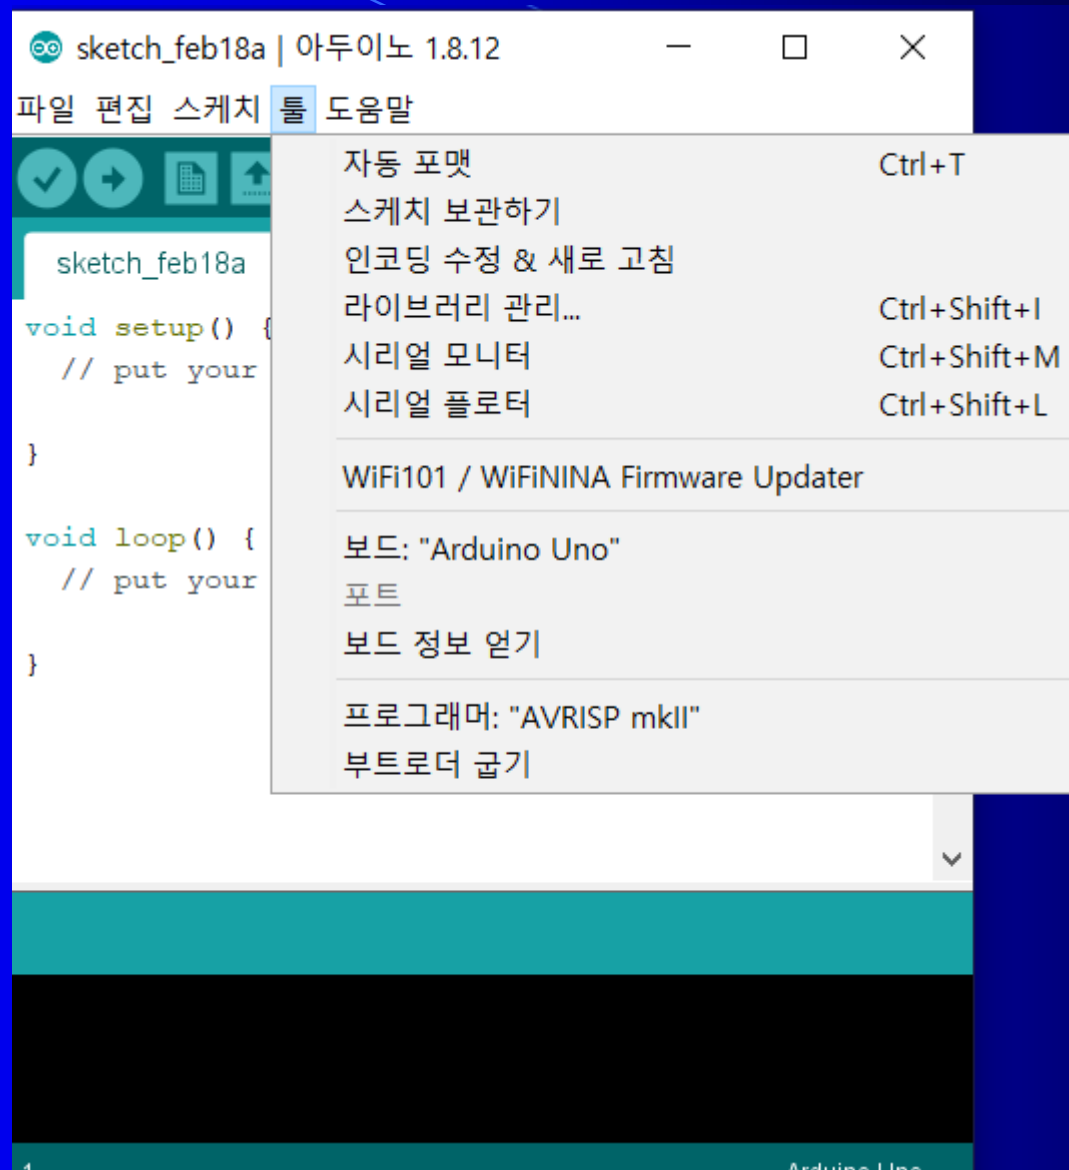 sketch_feb18a | 아두이노 1.8.12
파일 편집 스케치 툴 도움말
자동 포맷 Ctrl+T
스케치 보관하기
인코딩 수정 & 새로 고침
라이브러리 관리... Ctrl+Shift+I
시리얼 모니터 Ctrl+Shift+M
시리얼 플로터 Ctrl+Shift+L
WiFi101 / WiFiNINA Firmware Updater
보드: "Arduino Uno"
포트
보드 정보 얻기
프로그래머: "AVRISP mkII"
부트로더 굽기
sketch_feb18a
void setup() {
// put your
}
void loop() {
// put your
}
1 Arduino Uno